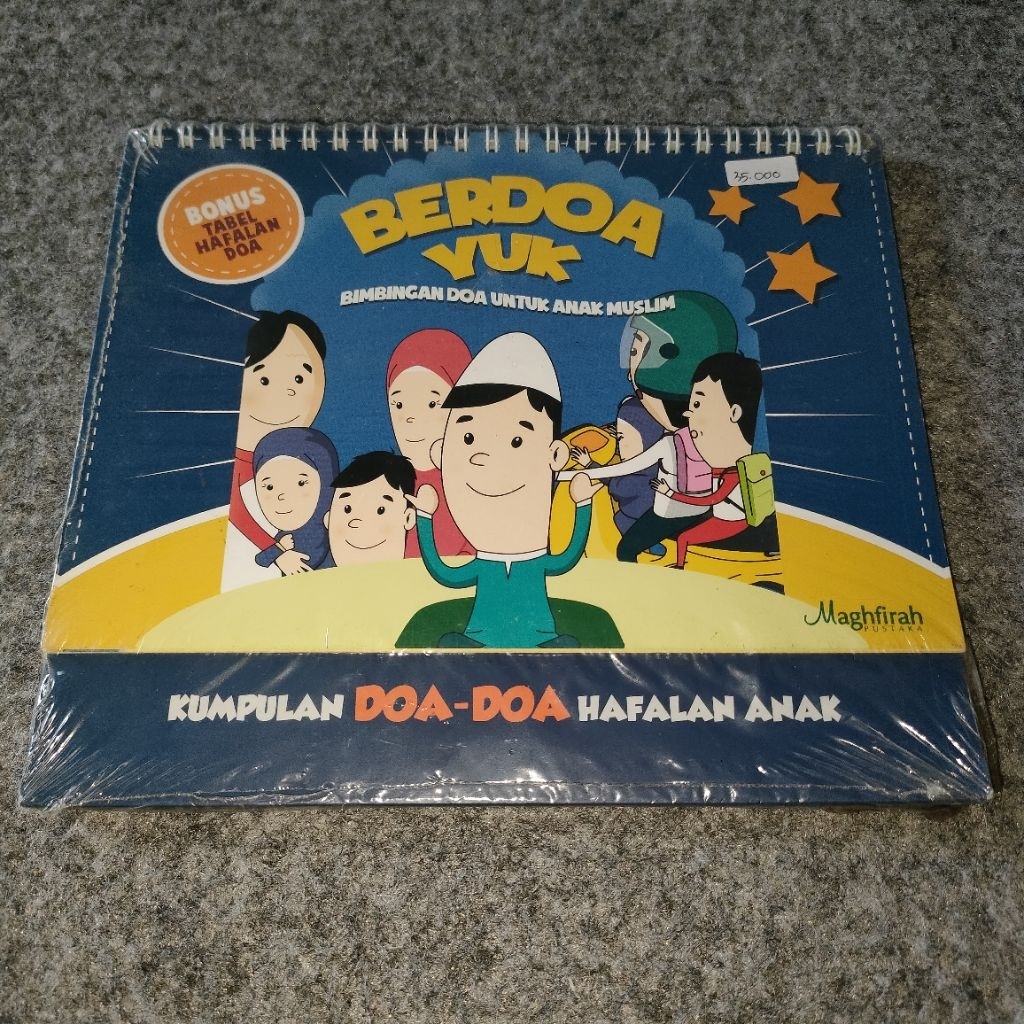 35.000
BONUS
TABEL
HAFALAN
DOA
BERDOA
YUK
BIMBINGAN DOA UNTUK ANAK MUSLIM
Maghfirah
PUSTAKA
KUMPULAN DOA-DOA HAFALAN ANAK